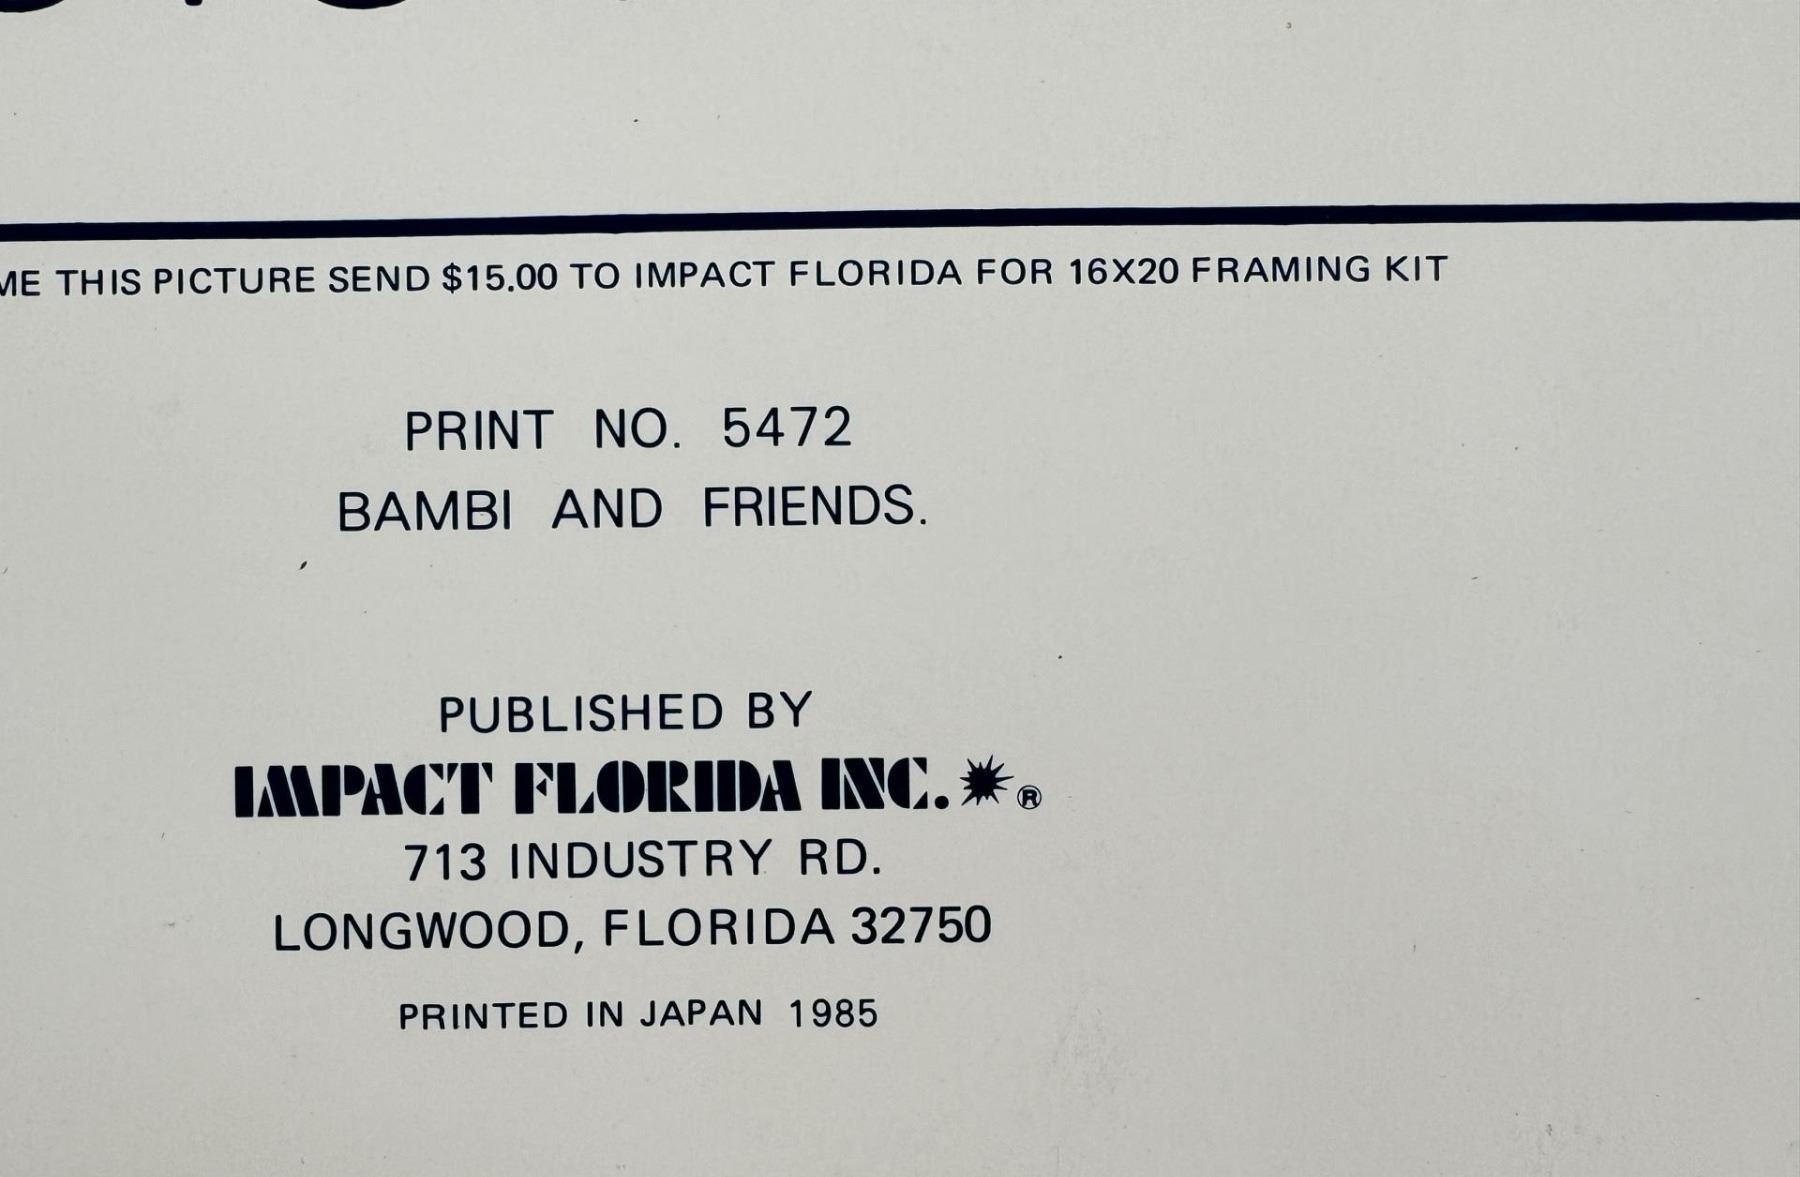 THIS PICTURE SEND $15.00 TO IMPACT FLORIDA FOR 16X20 FRAMING KIT
PRINT NO. 5472
BAMBI AND FRIENDS.
PUBLISHED BY
IMPACT FLORIDA INC. ®
713 INDUSTRY RD.
LONGWOOD, FLORIDA 32750
PRINTED IN JAPAN 1985